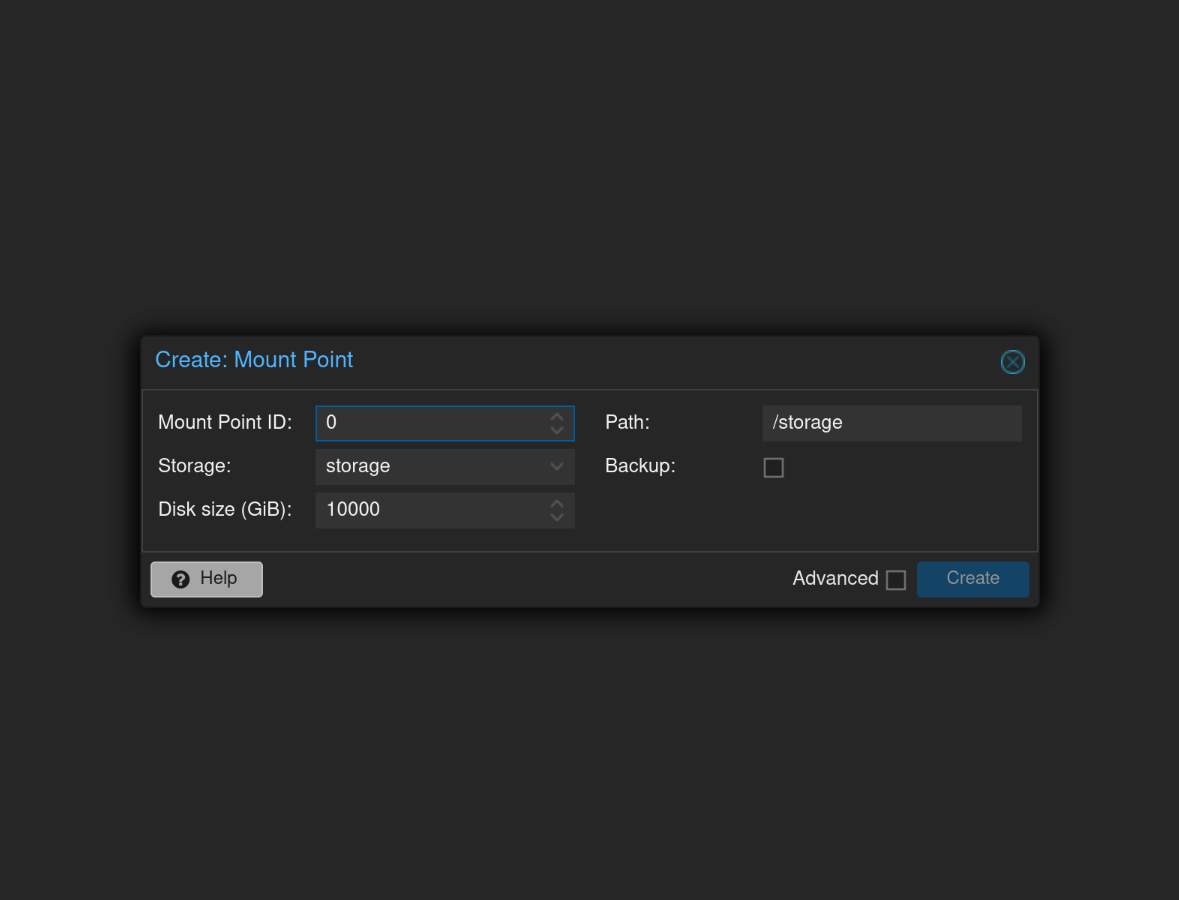 Create: Mount Point
Mount Point ID: 0
Path: /storage
Storage: storage
Backup:
Disk size (GiB): 10000
Help
Advanced
Create